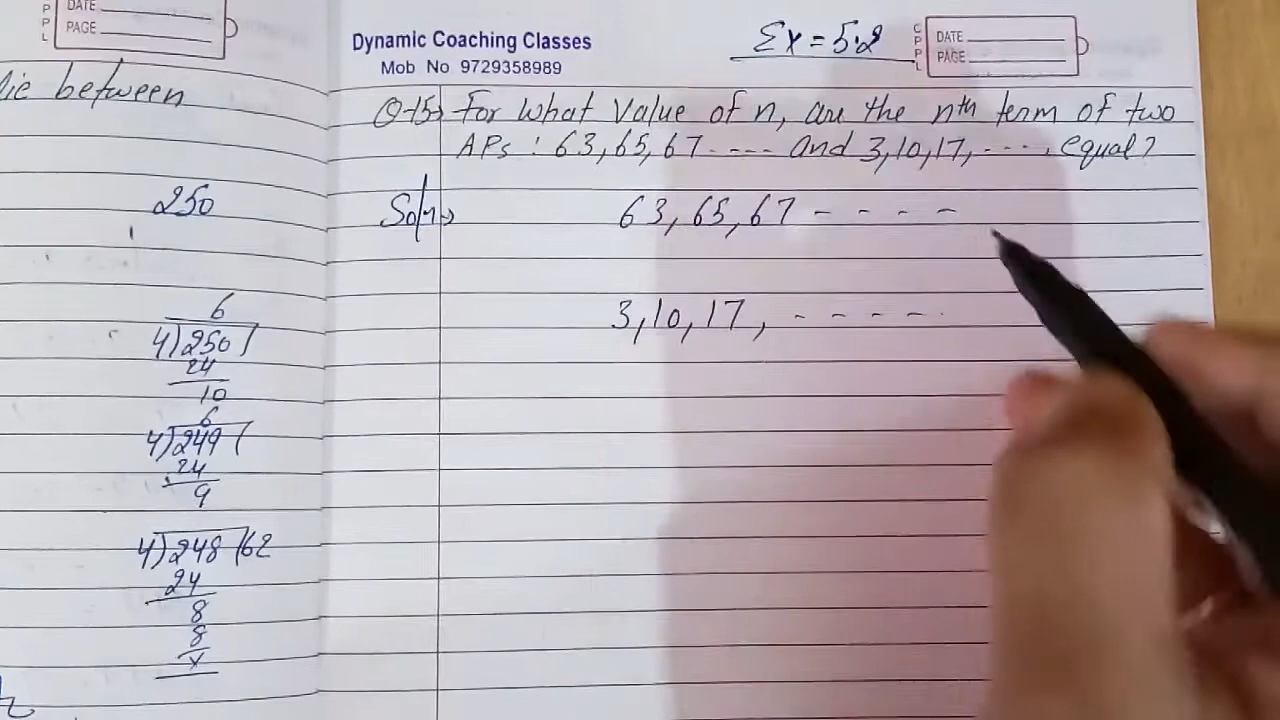 DATE
PAGE
lie between
250
6
4)250(
24
10
6
4)249(
24
9
4)248(62
24
8
8
x
Dynamic Coaching Classes
Mob No 9729358989
Ex = 5.2
CPPL
DATE
PAGE
Q-15→ For what value of n, are the nth term of two
APs : 63, 65, 67 ---- and 3, 10, 17, ----, equal?
Soln→ 63, 65, 67 - - - -
3, 10, 17, - - - - -